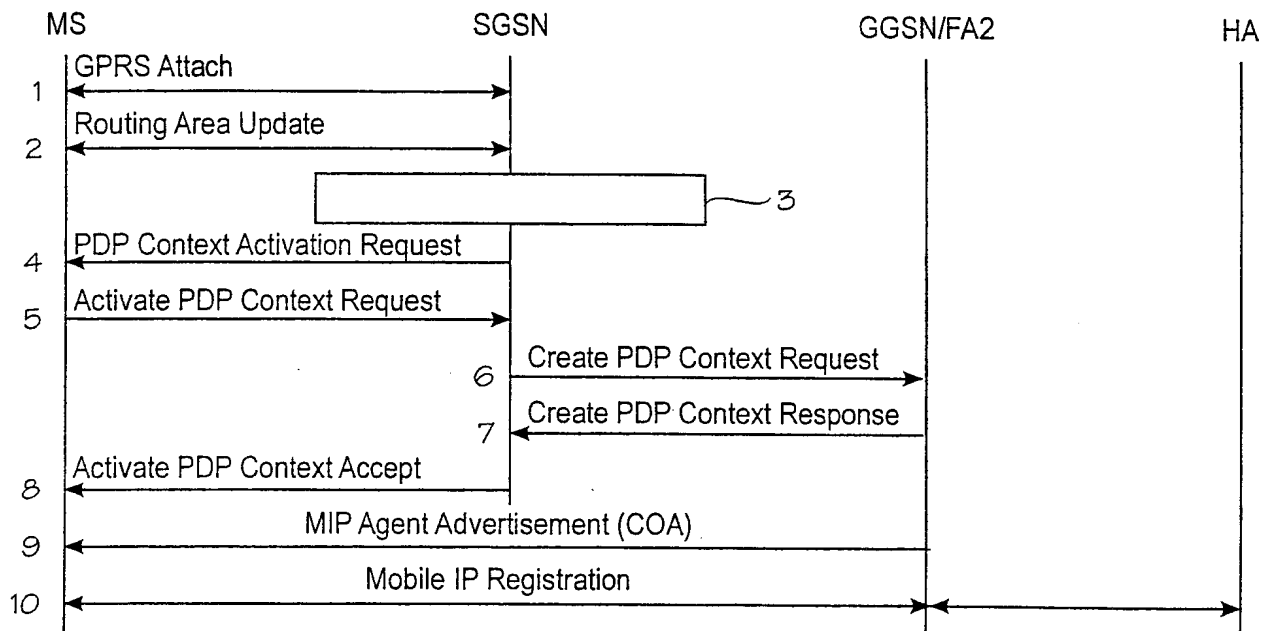 MS SGSN GGSN/FA2 HA
GPRS Attach
1
Routing Area Update
2
3
PDP Context Activation Request
4
Activate PDP Context Request
5
Create PDP Context Request
6
Create PDP Context Response
7
Activate PDP Context Accept
8
MIP Agent Advertisement (COA)
9
Mobile IP Registration
10